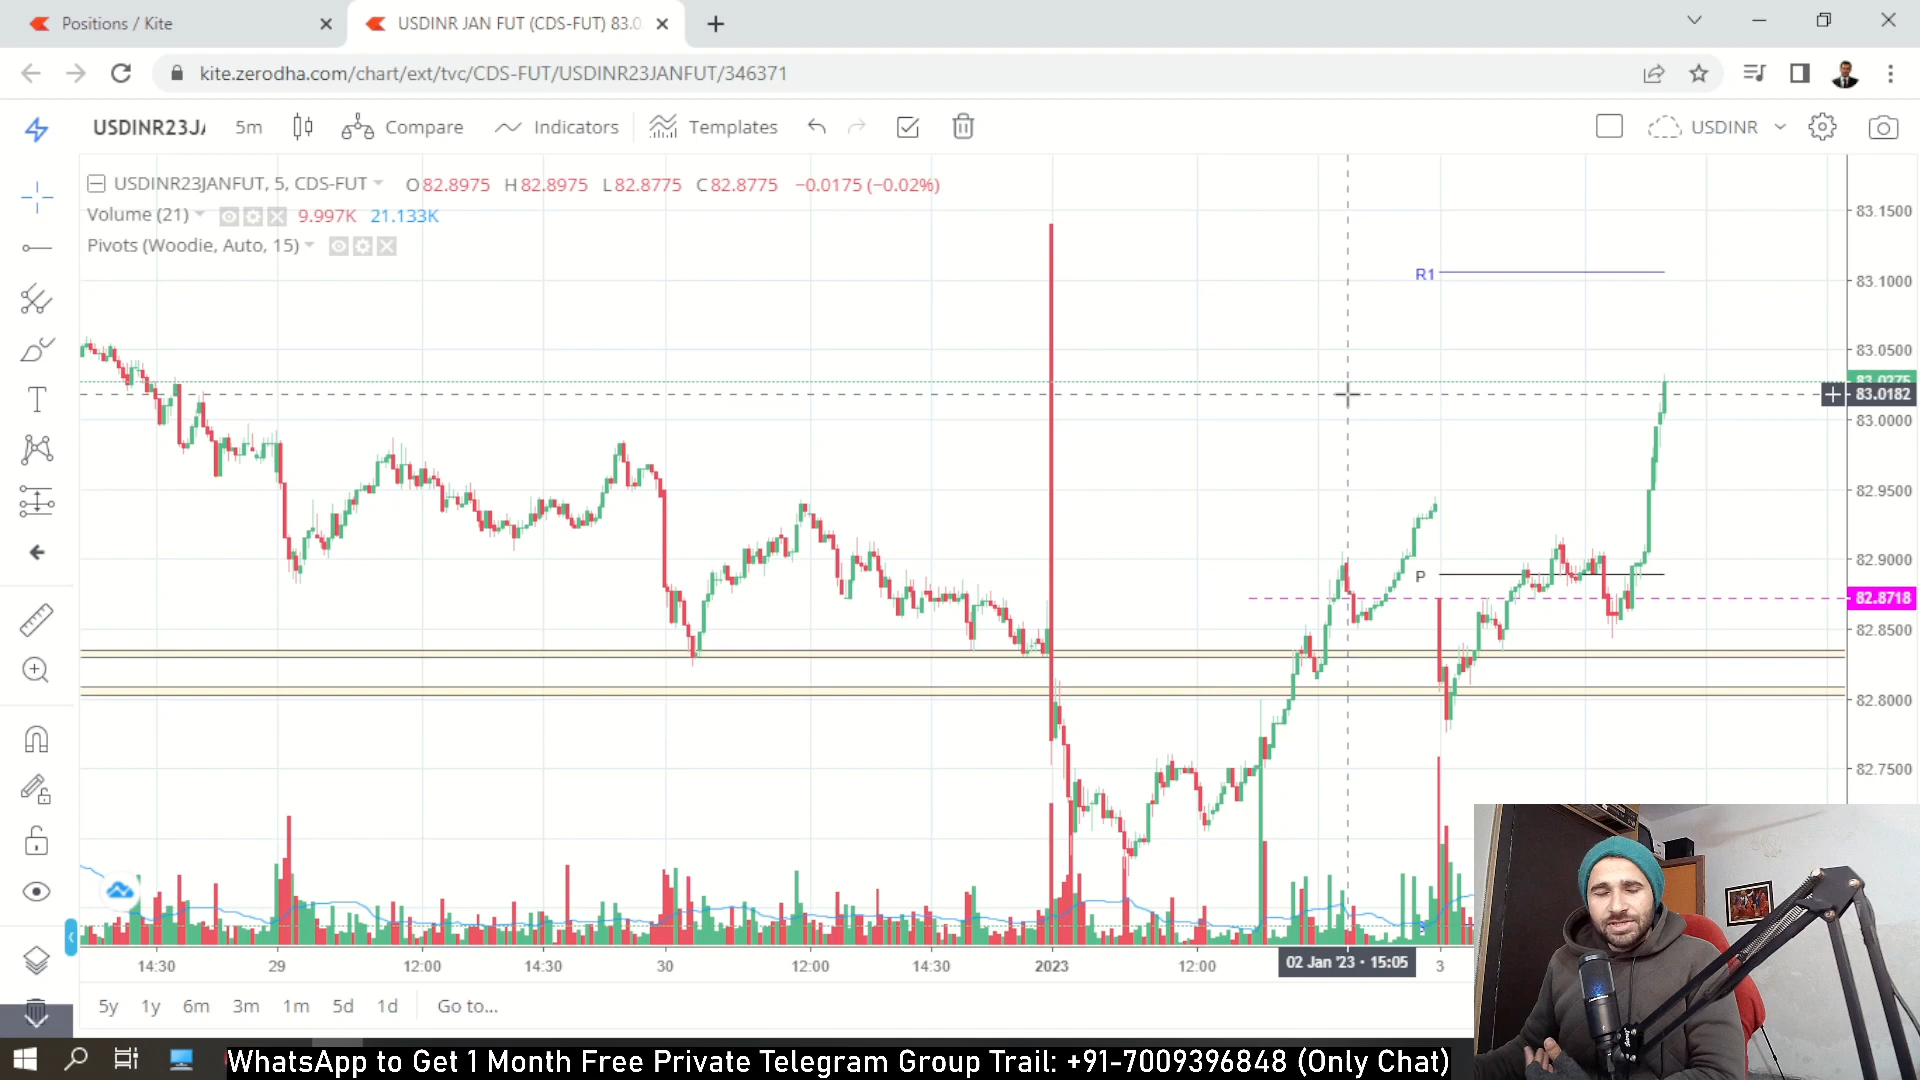 Positions / Kite
USDINR JAN FUT (CDS-FUT) 83.0
kite.zerodha.com/chart/ext/tvc/CDS-FUT/USDINR23JANFUT/346371
USDINR23JA
5m
Compare
Indicators
Templates
USDINR
USDINR23JANFUT, 5, CDS-FUT
O82.8975 H82.8975 L82.8775 C82.8775 −0.0175 (−0.02%)
Volume (21)
9.997K 21.133K
Pivots (Woodie, Auto, 15)
83.1500
R1
83.1000
83.0500
83.0275
83.0182
83.0000
82.9500
82.9000
P
82.8718
82.8500
82.8000
82.7500
14:30 29 12:00 14:30 30 12:00 14:30 2023 12:00 02 Jan '23 • 15:05 3
5y 1y 6m 3m 1m 5d 1d Go to...
WhatsApp to Get 1 Month Free Private Telegram Group Trail: +91-7009396848 (Only Chat)